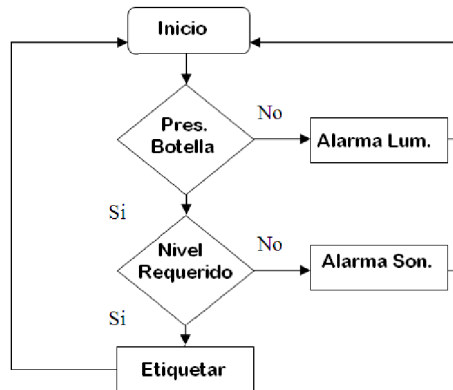 Inicio
Pres.
Botella
No
Alarma Lum.
Si
Nivel
Requerido
No
Alarma Son.
Si
Etiquetar